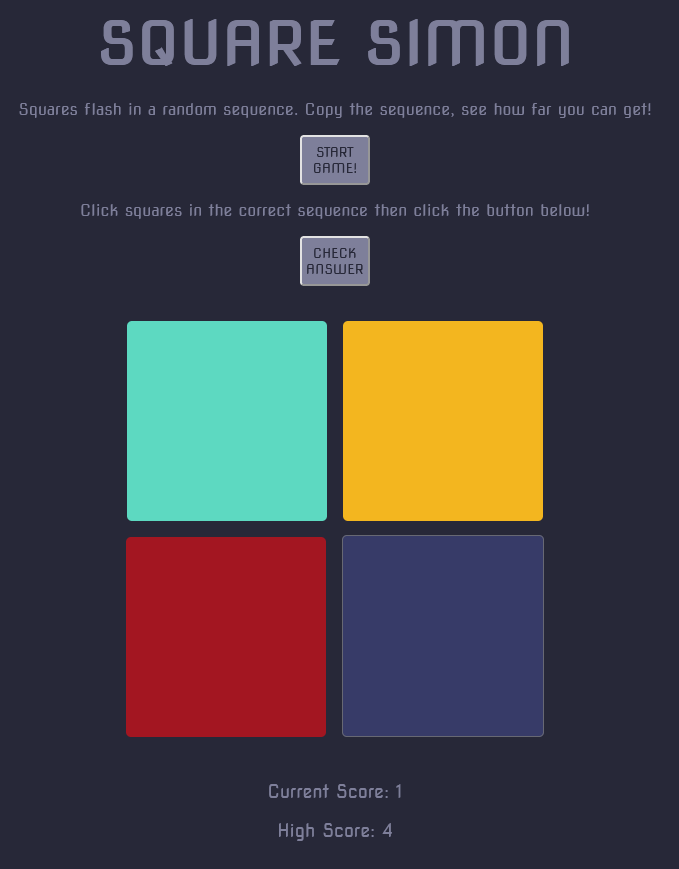 SQUARE SIMON
Squares flash in a random sequence. Copy the sequence, see how far you can get!
START
GAME!
Click squares in the correct sequence then click the button below!
CHECK
ANSWER
Current Score: 1
High Score: 4